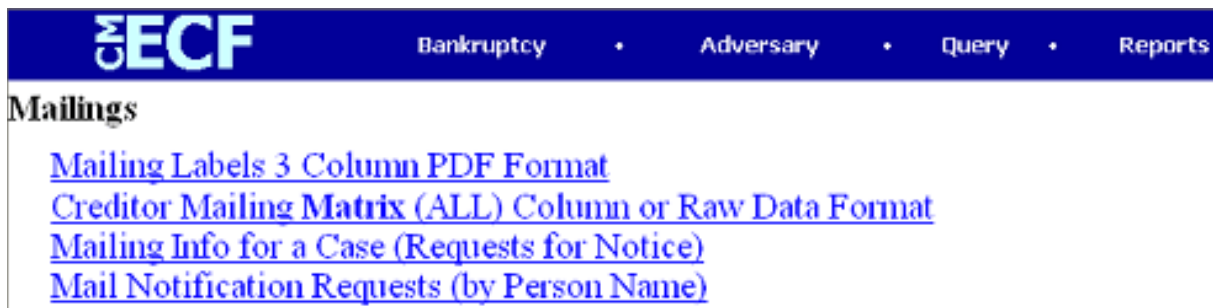 CM ECF Bankruptcy • Adversary • Query • Reports
Mailings
Mailing Labels 3 Column PDF Format
Creditor Mailing Matrix (ALL) Column or Raw Data Format
Mailing Info for a Case (Requests for Notice)
Mail Notification Requests (by Person Name)